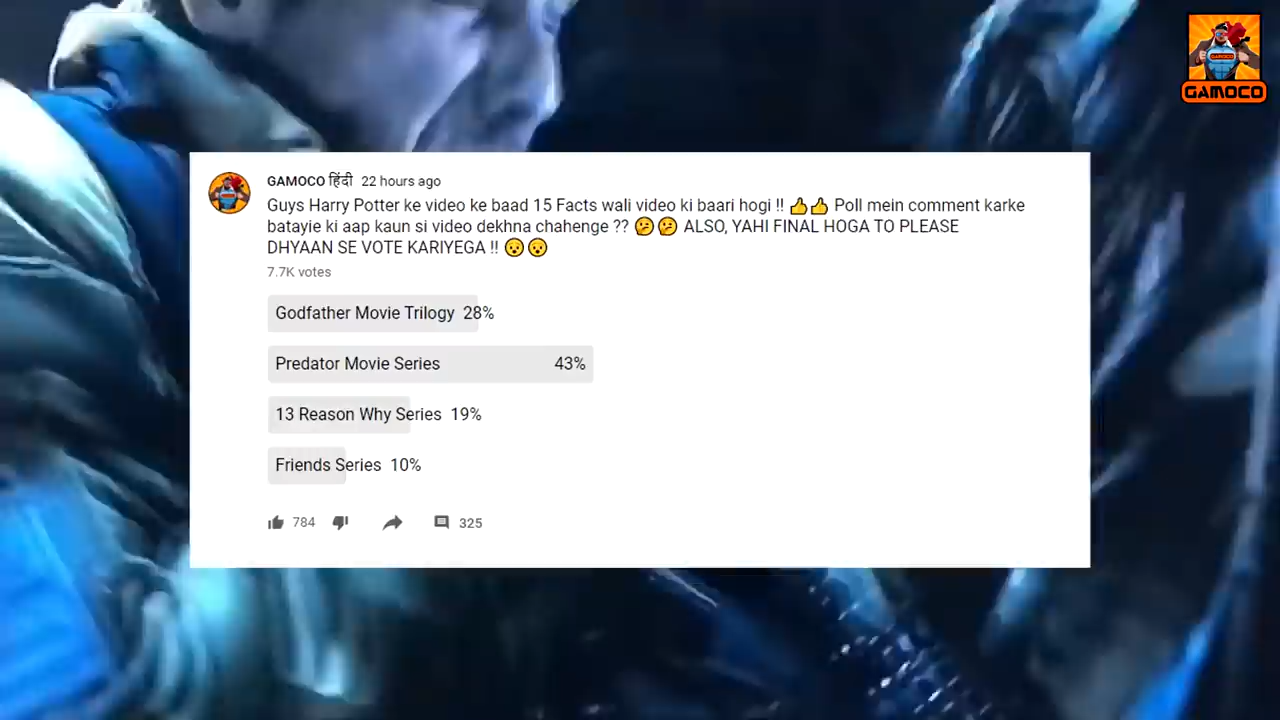 GAMOCO
GAMOCO हिंदी 22 hours ago
Guys Harry Potter ke video ke baad 15 Facts wali video ki baari hogi !! 👍👍 Poll mein comment karke
batayie ki aap kaun si video dekhna chahenge ?? 🫤🫤 ALSO, YAHI FINAL HOGA TO PLEASE
DHYAAN SE VOTE KARIYEGA !! 😯😯
7.7K votes
Godfather Movie Trilogy 28%
Predator Movie Series 43%
13 Reason Why Series 19%
Friends Series 10%
784 325